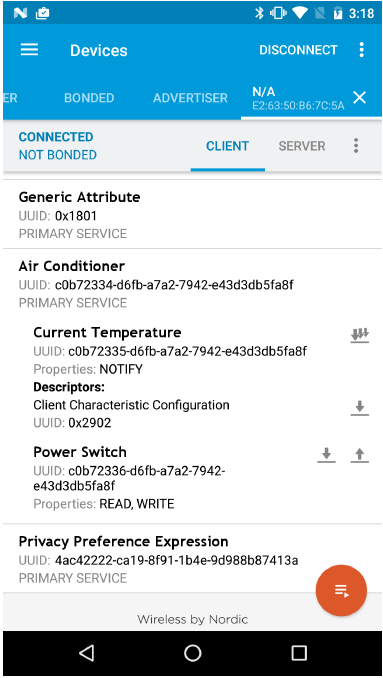 3:18
Devices
DISCONNECT
ER
BONDED
ADVERTISER
N/A
E2:63:50:B6:7C:5A
CONNECTED
NOT BONDED
CLIENT
SERVER
Generic Attribute
UUID: 0x1801
PRIMARY SERVICE
Air Conditioner
UUID: c0b72334-d6fb-a7a2-7942-e43d3db5fa8f
PRIMARY SERVICE
Current Temperature
UUID: c0b72335-d6fb-a7a2-7942-e43d3db5fa8f
Properties: NOTIFY
Descriptors:
Client Characteristic Configuration
UUID: 0x2902
Power Switch
UUID: c0b72336-d6fb-a7a2-7942-
e43d3db5fa8f
Properties: READ, WRITE
Privacy Preference Expression
UUID: 4ac42222-ca19-8f91-1b4e-9d988b87413a
PRIMARY SERVICE
Wireless by Nordic